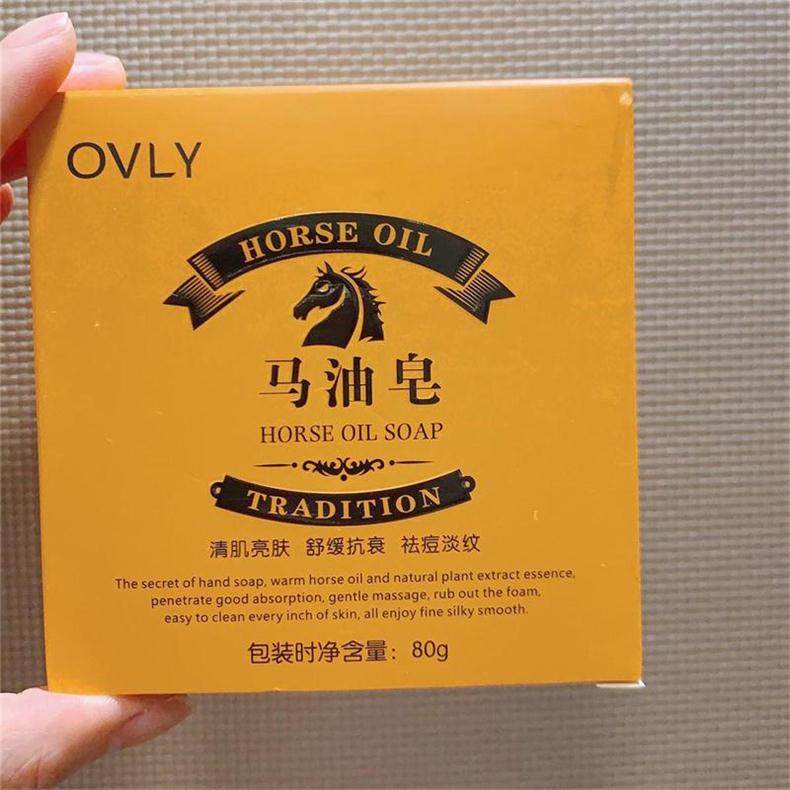 OVLY
HORSE OIL
马油皂
HORSE OIL SOAP
TRADITION
清肌亮肤 舒缓抗衰 祛痘淡纹
The secret of hand soap, warm horse oil and natural plant extract essence,
penetrate good absorption, gentle massage, rub out the foam,
easy to clean every inch of skin, all enjoy fine silky smooth.
包装时净含量：80g